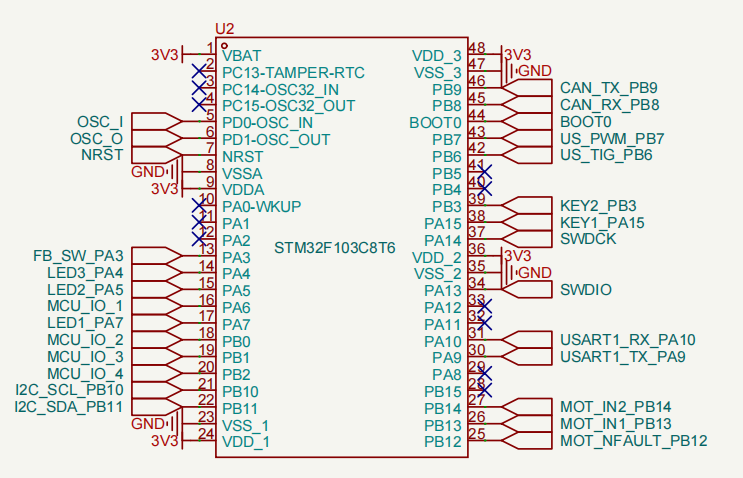 U2
3V3 1 VBAT VDD_3 48 3V3
2 PC13-TAMPER-RTC VSS_3 47 GND
3 PC14-OSC32_IN PB9 46 CAN_TX_PB9
4 PC15-OSC32_OUT PB8 45 CAN_RX_PB8
OSC_I 5 PD0-OSC_IN BOOT0 44 BOOT0
OSC_O 6 PD1-OSC_OUT PB7 43 US_PWM_PB7
NRST 7 NRST PB6 42 US_TIG_PB6
GND 8 VSSA PB5 41
3V3 9 VDDA PB4 40
10 PA0-WKUP PB3 39 KEY2_PB3
11 PA1 PA15 38 KEY1_PA15
12 PA2 PA14 37 SWDCK
STM32F103C8T6
FB_SW_PA3 13 PA3 VDD_2 36 3V3
LED3_PA4 14 PA4 VSS_2 35 GND
LED2_PA5 15 PA5 PA13 34 SWDIO
MCU_IO_1 16 PA6 PA12 33
LED1_PA7 17 PA7 PA11 32
MCU_IO_2 18 PB0 PA10 31 USART1_RX_PA10
MCU_IO_3 19 PB1 PA9 30 USART1_TX_PA9
MCU_IO_4 20 PB2 PA8 29
I2C_SCL_PB10 21 PB10 PB15 28
I2C_SDA_PB11 22 PB11 PB14 27 MOT_IN2_PB14
GND 23 VSS_1 PB13 26 MOT_IN1_PB13
3V3 24 VDD_1 PB12 25 MOT_NFAULT_PB12